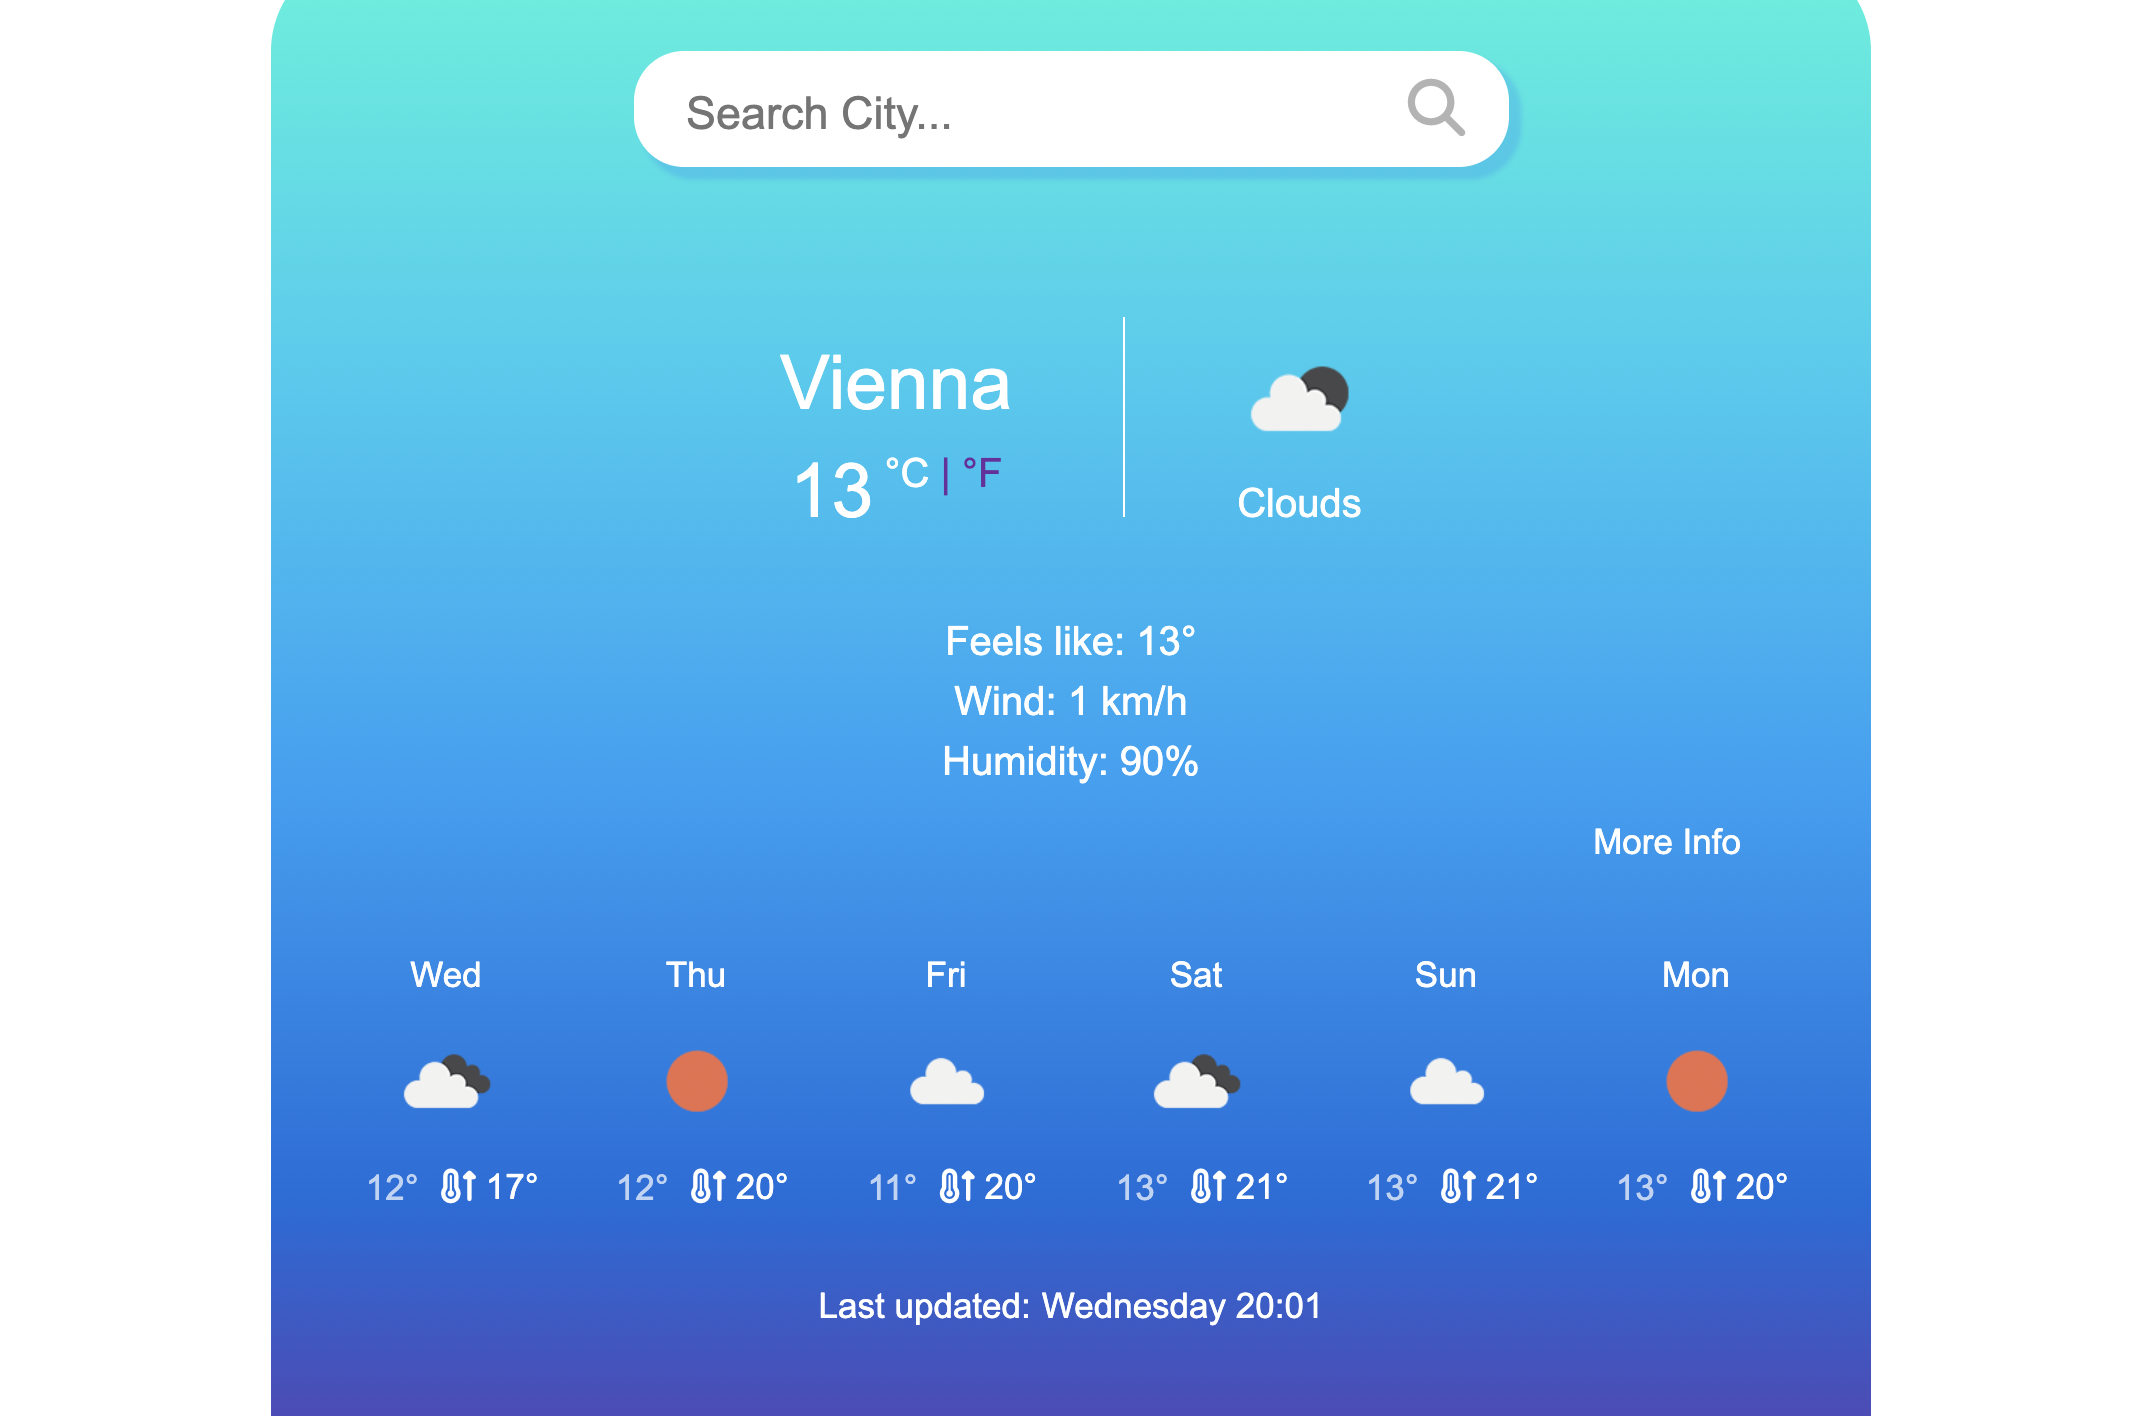 Search City...
Vienna
13 °C | °F
Clouds
Feels like: 13°
Wind: 1 km/h
Humidity: 90%
More Info
Wed Thu Fri Sat Sun Mon
12° 17° 12° 20° 11° 20° 13° 21° 13° 21° 13° 20°
Last updated: Wednesday 20:01